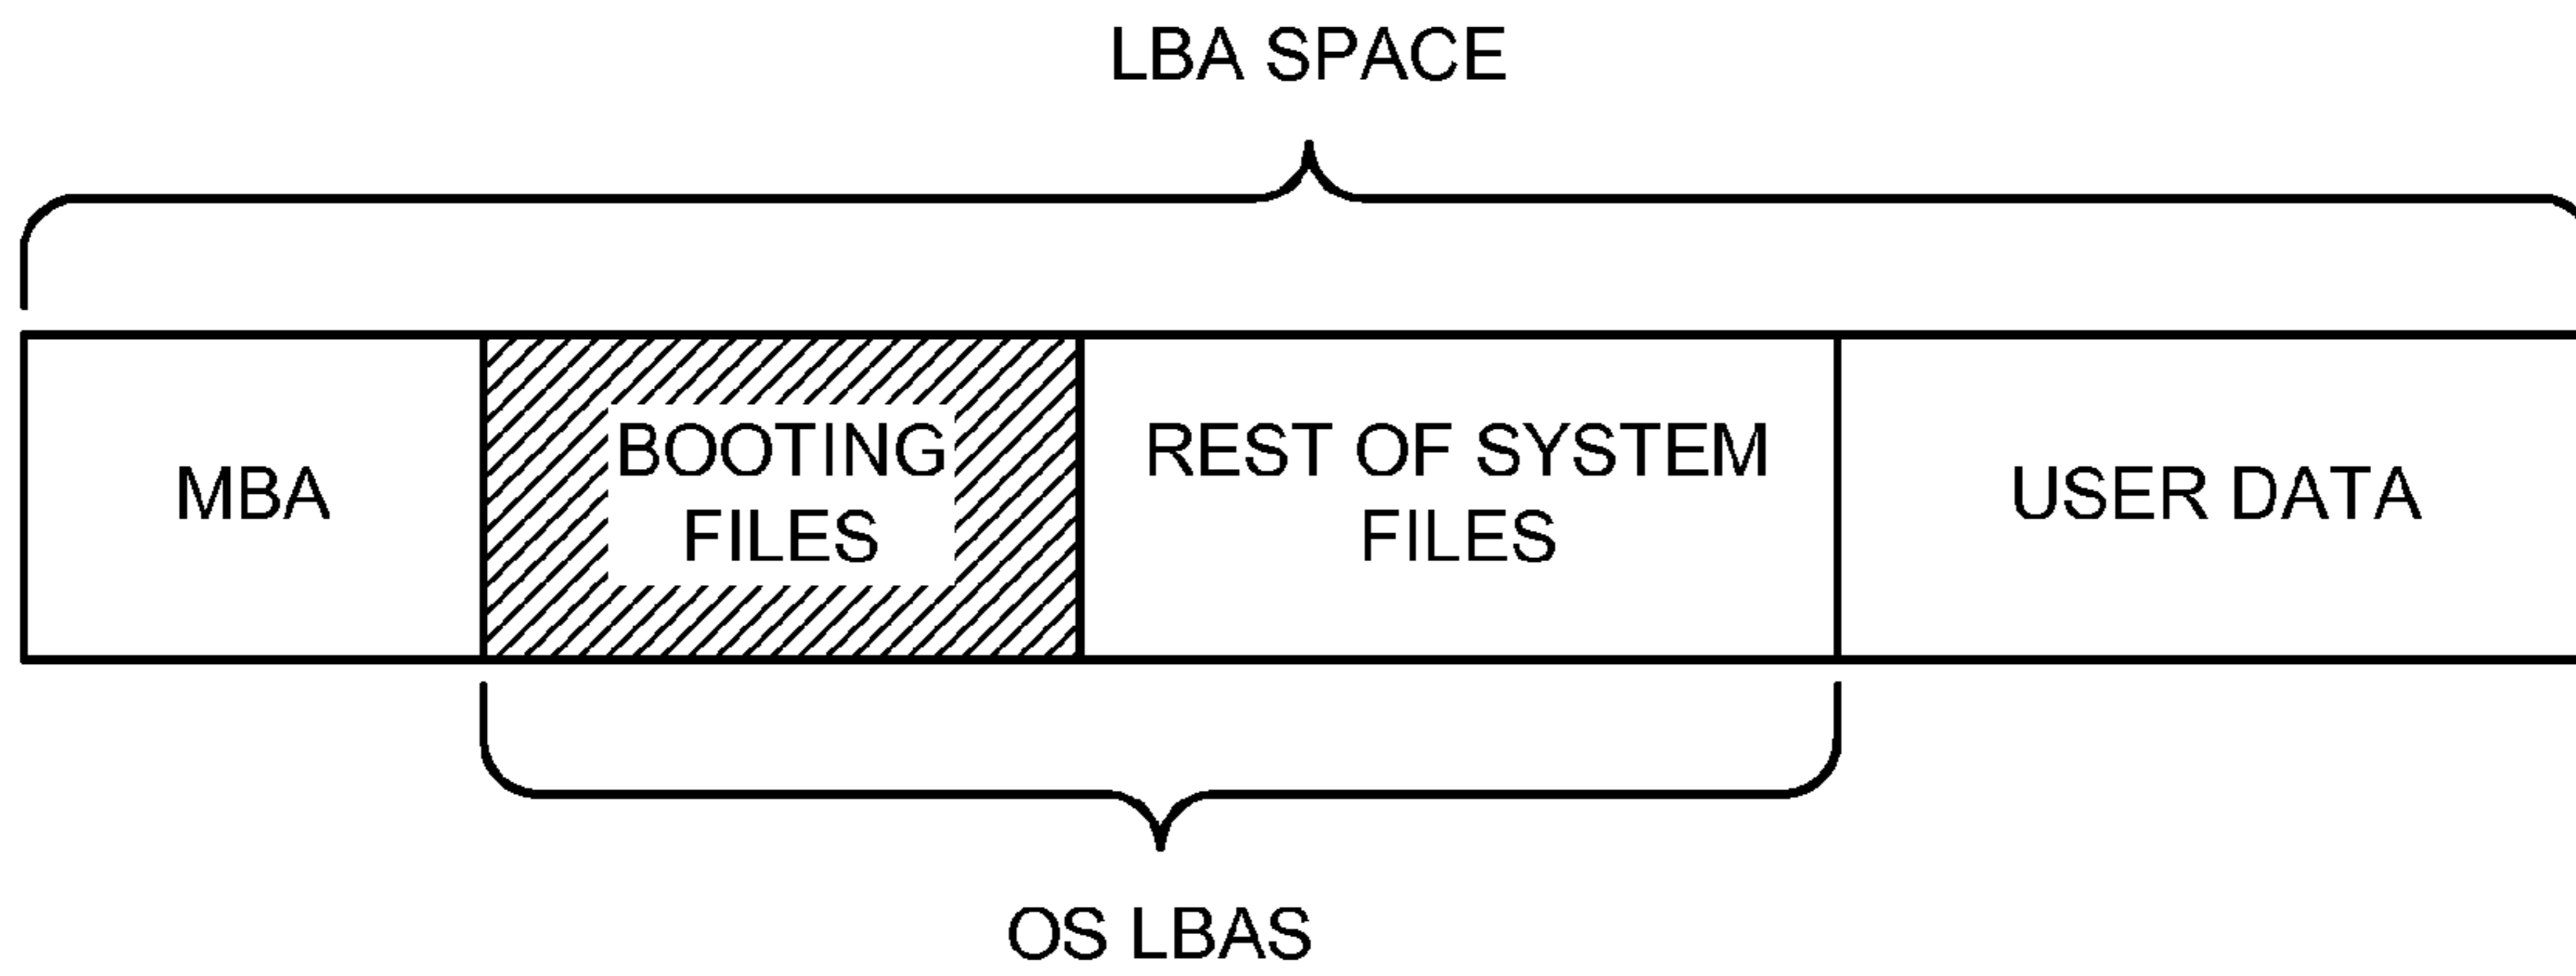 LBA SPACE
MBA
BOOTING
FILES
REST OF SYSTEM
FILES
USER DATA
OS LBAS